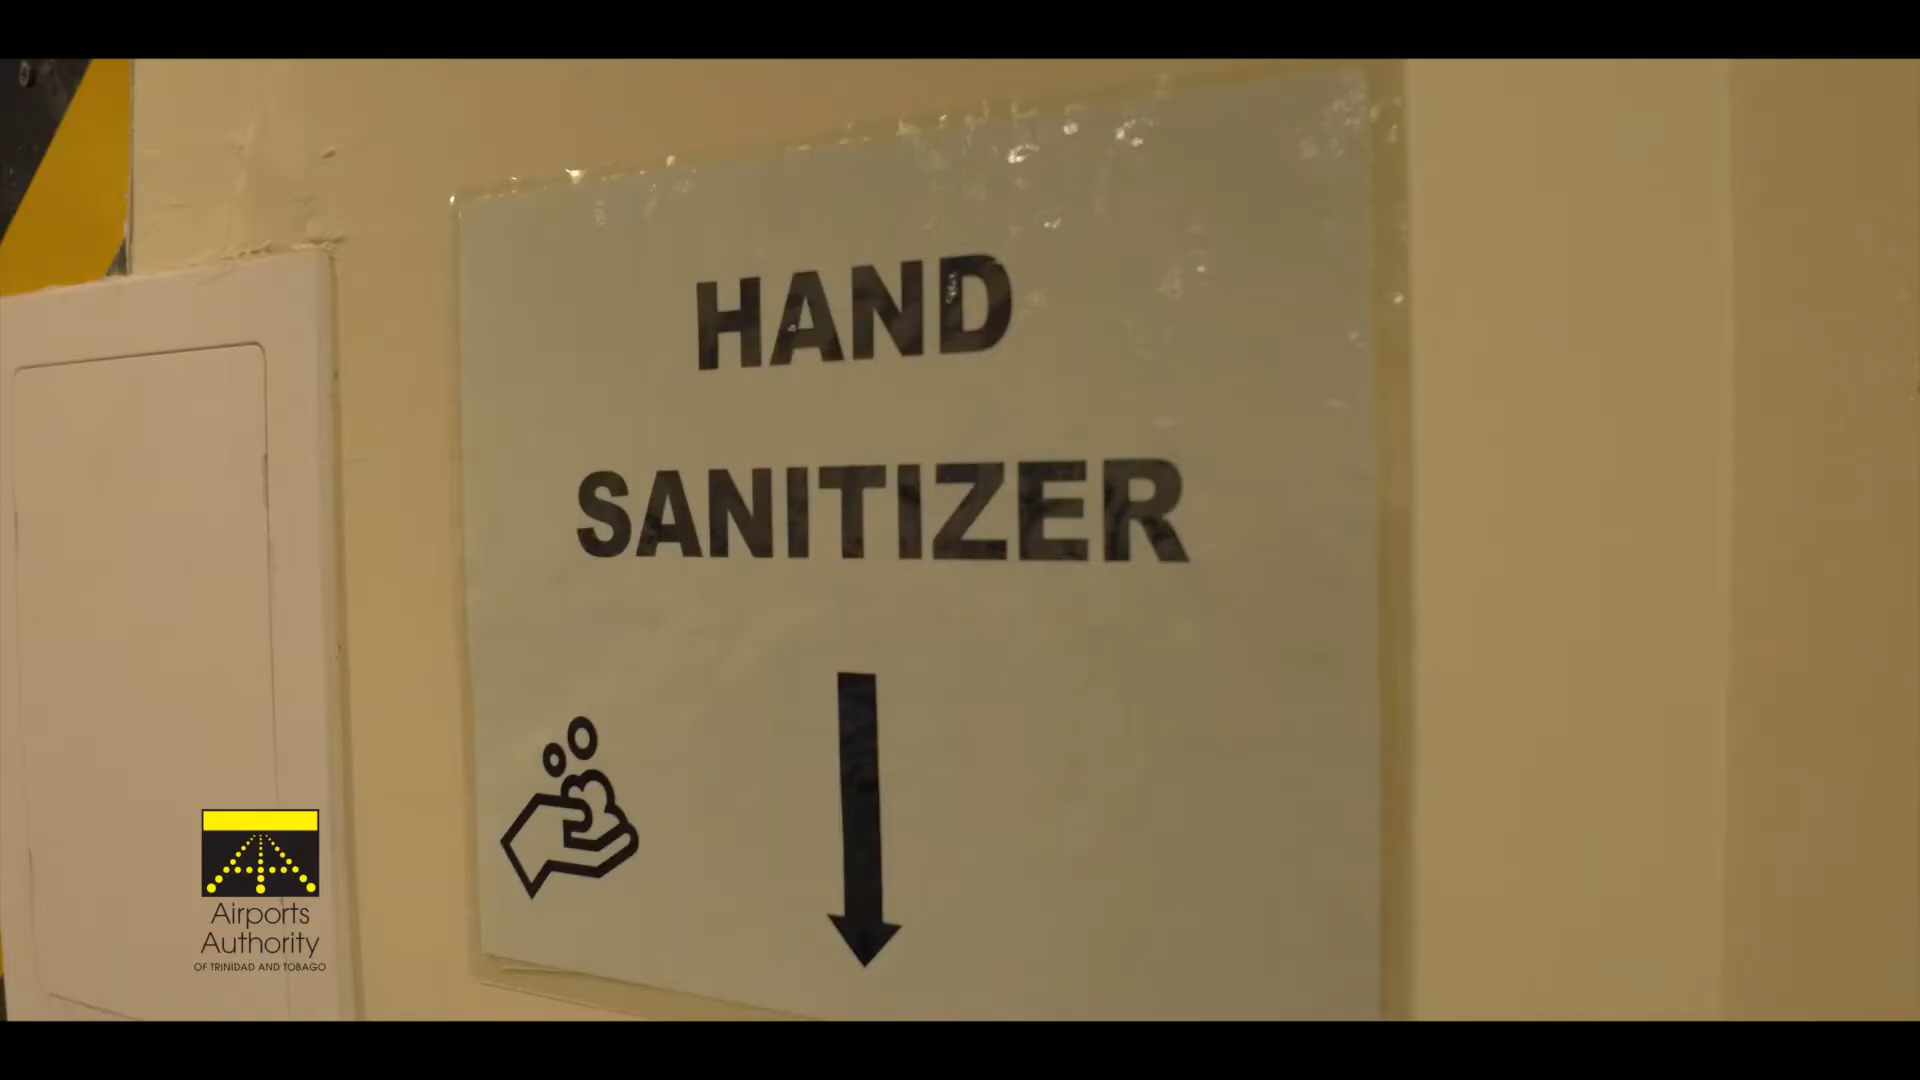 HAND
SANITIZER
Airports
Authority
OF TRINIDAD AND TOBAGO